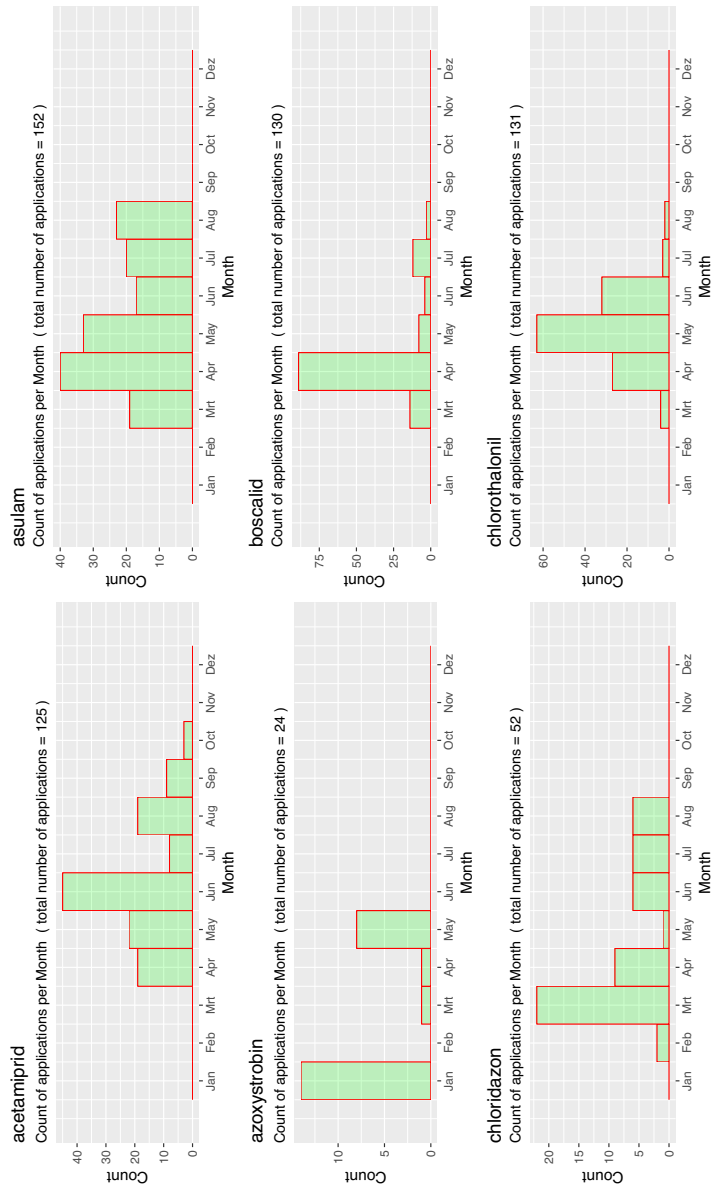 acetamiprid
Count of applications per Month ( total number of applications = 125 )
Count
40
30
20
10
0
Jan Feb Mrt Apr May Jun Jul Aug Sep Oct Nov Dez
Month
asulam
Count of applications per Month ( total number of applications = 152 )
Count
40
30
20
10
0
Jan Feb Mrt Apr May Jun Jul Aug Sep Oct Nov Dez
Month
azoxystrobin
Count of applications per Month ( total number of applications = 24 )
Count
10
5
0
Jan Feb Mrt Apr May Jun Jul Aug Sep Oct Nov Dez
Month
boscalid
Count of applications per Month ( total number of applications = 130 )
Count
75
50
25
0
Jan Feb Mrt Apr May Jun Jul Aug Sep Oct Nov Dez
Month
chloridazon
Count of applications per Month ( total number of applications = 52 )
Count
20
15
10
5
0
Jan Feb Mrt Apr May Jun Jul Aug Sep Oct Nov Dez
Month
chlorothalonil
Count of applications per Month ( total number of applications = 131 )
Count
60
40
20
0
Jan Feb Mrt Apr May Jun Jul Aug Sep Oct Nov Dez
Month